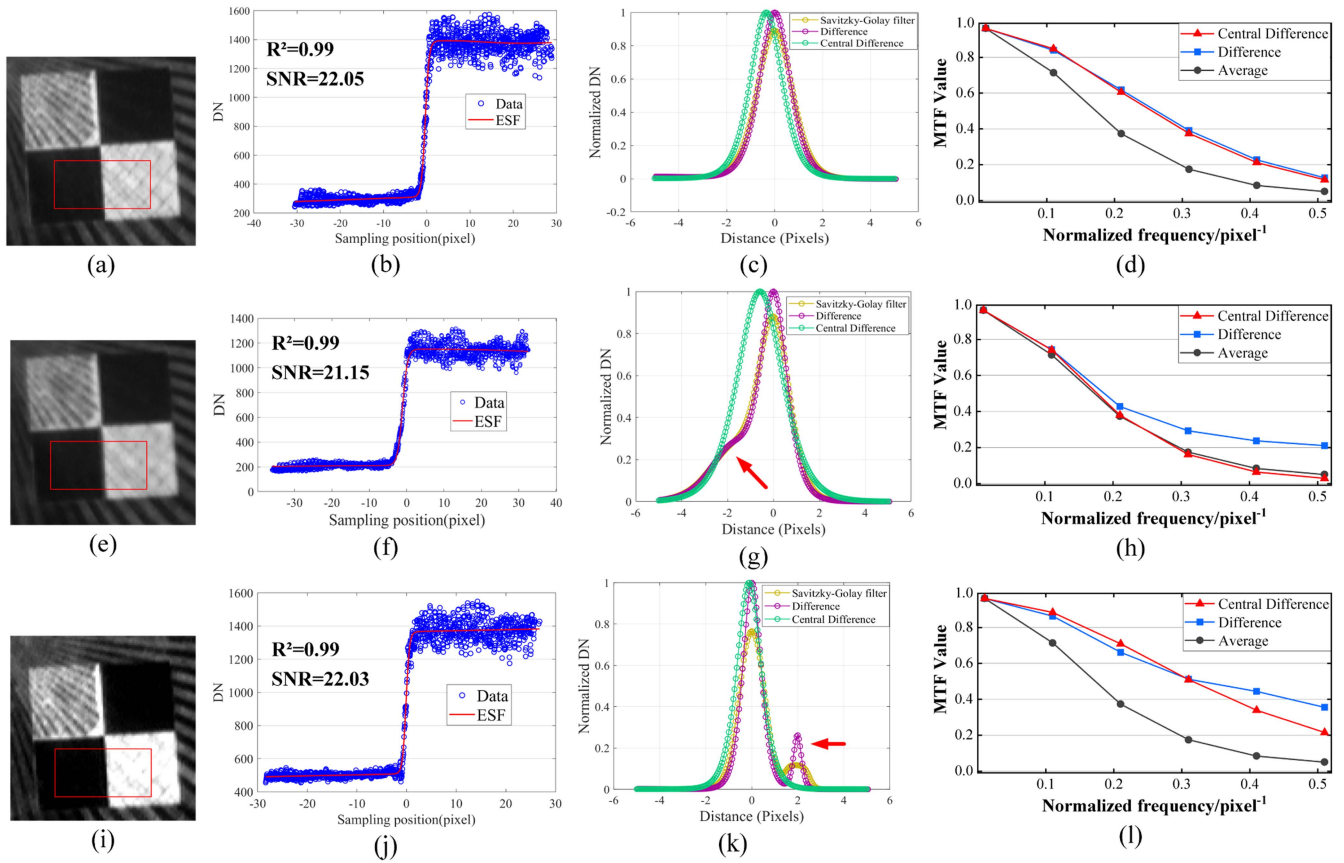 (a)
1600
1400
1200
1000
800
600
400
200
DN
R²=0.99
SNR=22.05
Data
ESF
-40 -30 -20 -10 0 10 20 30
Sampling position(pixel)
(b)
1
0.8
0.6
0.4
0.2
0
-0.2
Normalized DN
Savitzky-Golay filter
Difference
Central Difference
-6 -4 -2 0 2 4 6
Distance (Pixels)
(c)
1.0
0.8
0.6
0.4
0.2
0.0
MTF Value
Central Difference
Difference
Average
0.1 0.2 0.3 0.4 0.5
Normalized frequency/pixel⁻¹
(d)
(e)
1400
1200
1000
800
600
400
200
0
DN
R²=0.99
SNR=21.15
Data
ESF
-40 -30 -20 -10 0 10 20 30 40
Sampling position(pixel)
(f)
1
0.8
0.6
0.4
0.2
0
Normalized DN
Savitzky-Golay filter
Difference
Central Difference
-6 -4 -2 0 2 4 6
Distance (Pixels)
(g)
1.0
0.8
0.6
0.4
0.2
0.0
MTF Value
Central Difference
Difference
Average
0.1 0.2 0.3 0.4 0.5
Normalized frequency/pixel⁻¹
(h)
(i)
1600
1400
1200
1000
800
600
400
DN
R²=0.99
SNR=22.03
Data
ESF
-30 -20 -10 0 10 20 30
Sampling position(pixel)
(j)
1
0.8
0.6
0.4
0.2
0
Normalized DN
Savitzky-Golay filter
Difference
Central Difference
-6 -4 -2 0 2 4 6
Distance (Pixels)
(k)
1.0
0.8
0.6
0.4
0.2
0.0
MTF Value
Central Difference
Difference
Average
0.1 0.2 0.3 0.4 0.5
Normalized frequency/pixel⁻¹
(l)